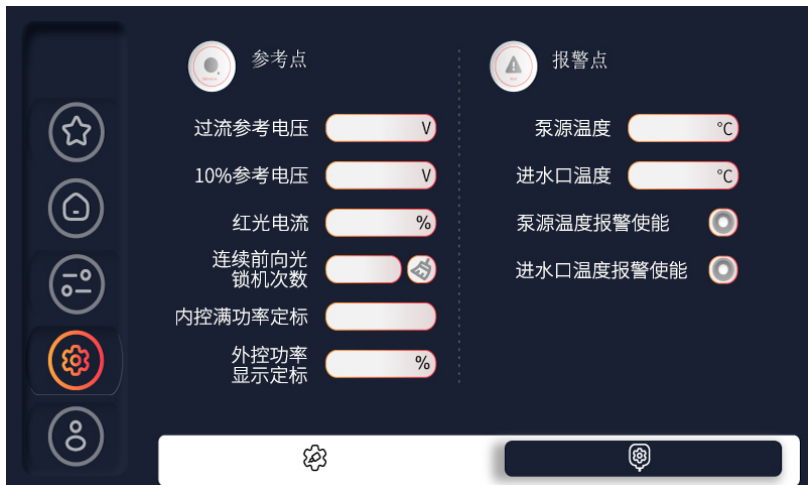 参考点
过流参考电压 V
10%参考电压 V
红光电流 %
连续前向光
锁机次数
内控满功率定标
外控功率
显示定标 %
报警点
泵源温度 °C
进水口温度 °C
泵源温度报警使能
进水口温度报警使能